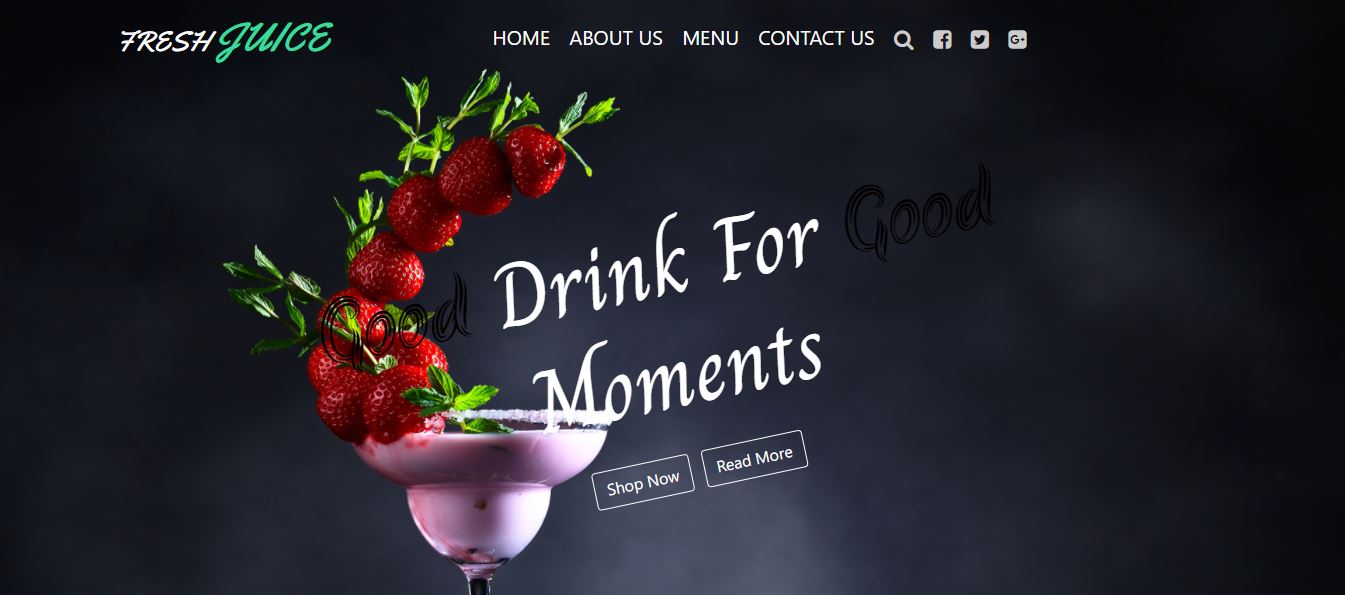 FRESH JUICE
HOME ABOUT US MENU CONTACT US
Good Drink For Good
Moments
Shop Now Read More